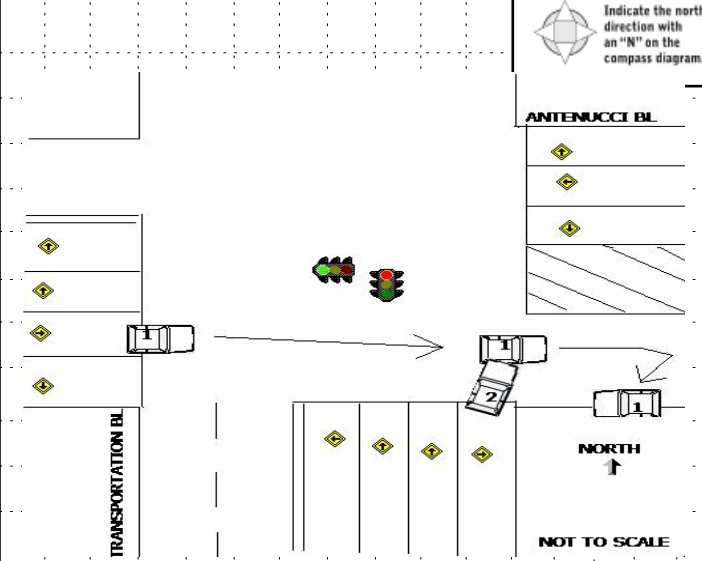 Indicate the north
direction with
an "N" on the
compass diagram.
ANTENUCCI BL
1
1
2
1
TRANSPORTATION BL
NORTH
NOT TO SCALE